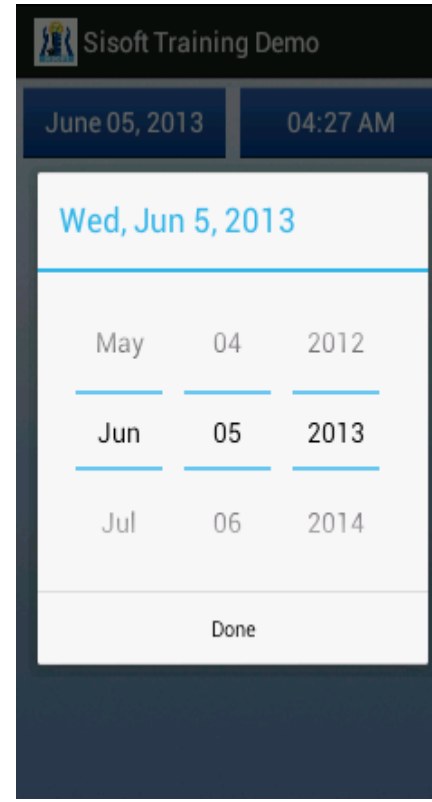 Sisoft Training Demo
June 05, 2013 04:27 AM
Wed, Jun 5, 2013
May 04 2012
Jun 05 2013
Jul 06 2014
Done